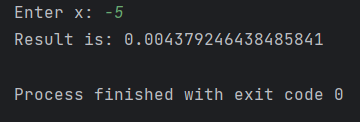 Enter x: -5
Result is: 0.004379246438485841
Process finished with exit code 0